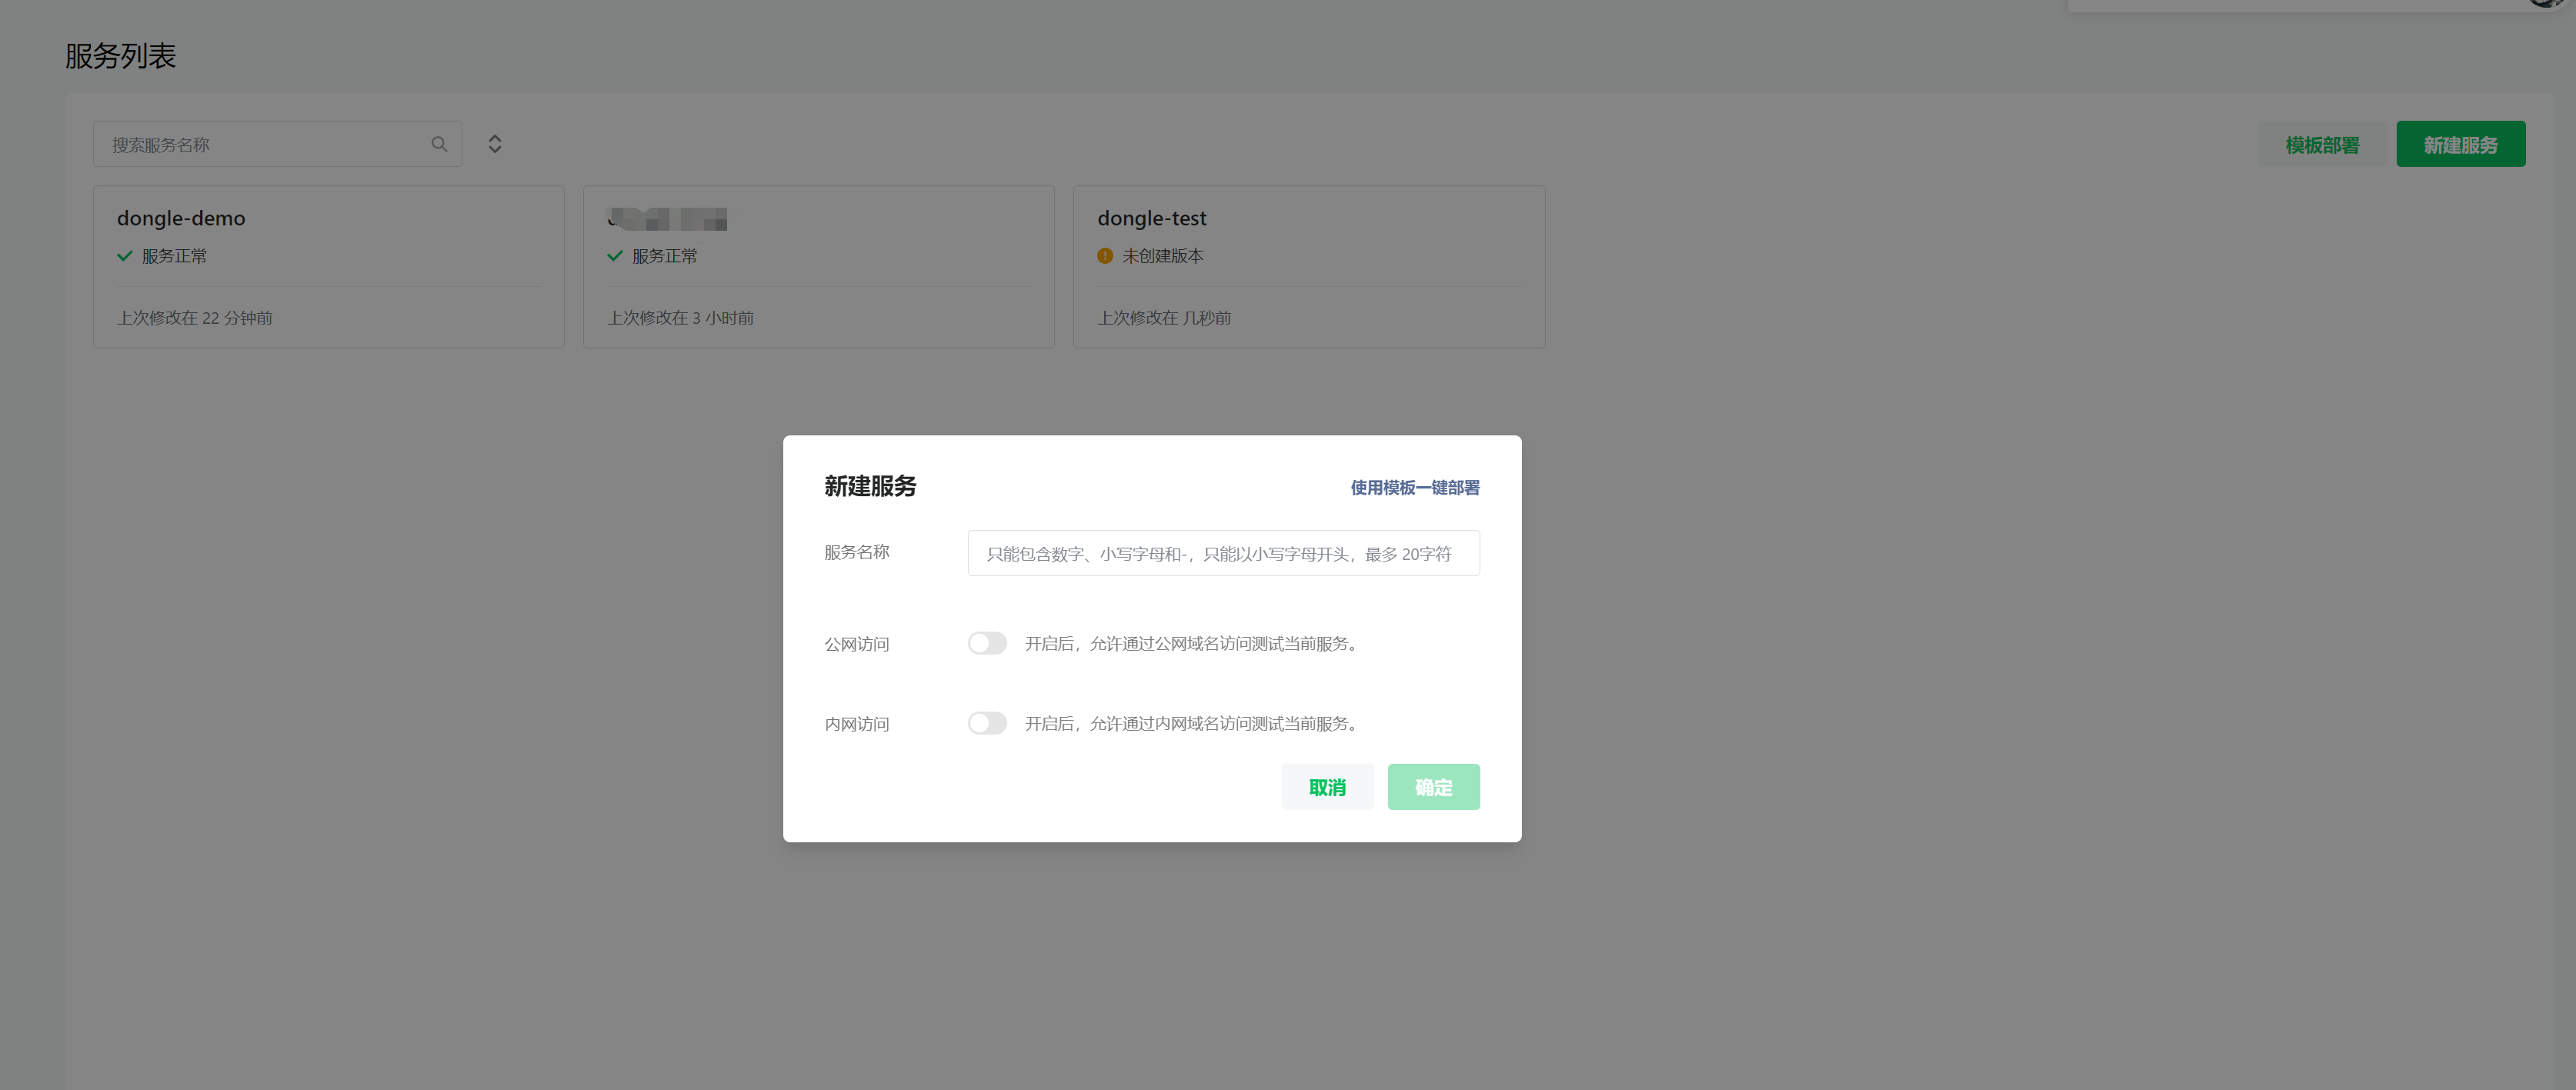 服务列表
搜索服务名称
模板部署
新建服务
dongle-demo
服务正常
上次修改在 22 分钟前
服务正常
上次修改在 3 小时前
dongle-test
未创建版本
上次修改在 几秒前
新建服务
使用模板一键部署
服务名称
只能包含数字、小写字母和-，只能以小写字母开头，最多 20字符
公网访问
开启后，允许通过公网域名访问测试当前服务。
内网访问
开启后，允许通过内网域名访问测试当前服务。
取消
确定